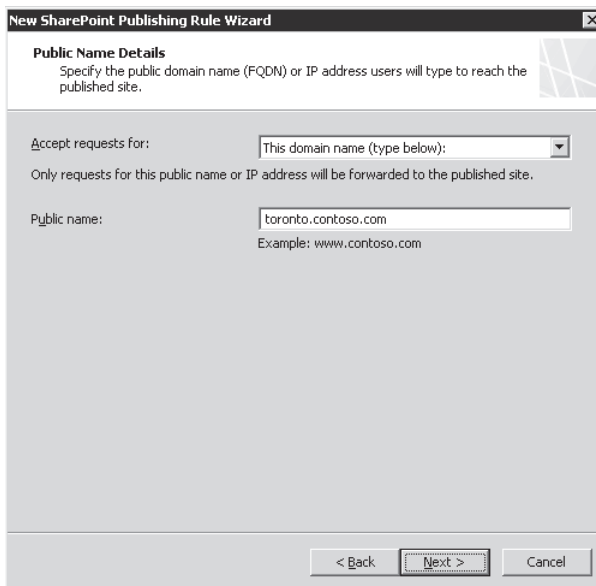 New SharePoint Publishing Rule Wizard
Public Name Details
Specify the public domain name (FQDN) or IP address users will type to reach the
published site.
Accept requests for:
This domain name (type below):
Only requests for this public name or IP address will be forwarded to the published site.
Public name:
toronto.contoso.com
Example: www.contoso.com
< Back
Next >
Cancel